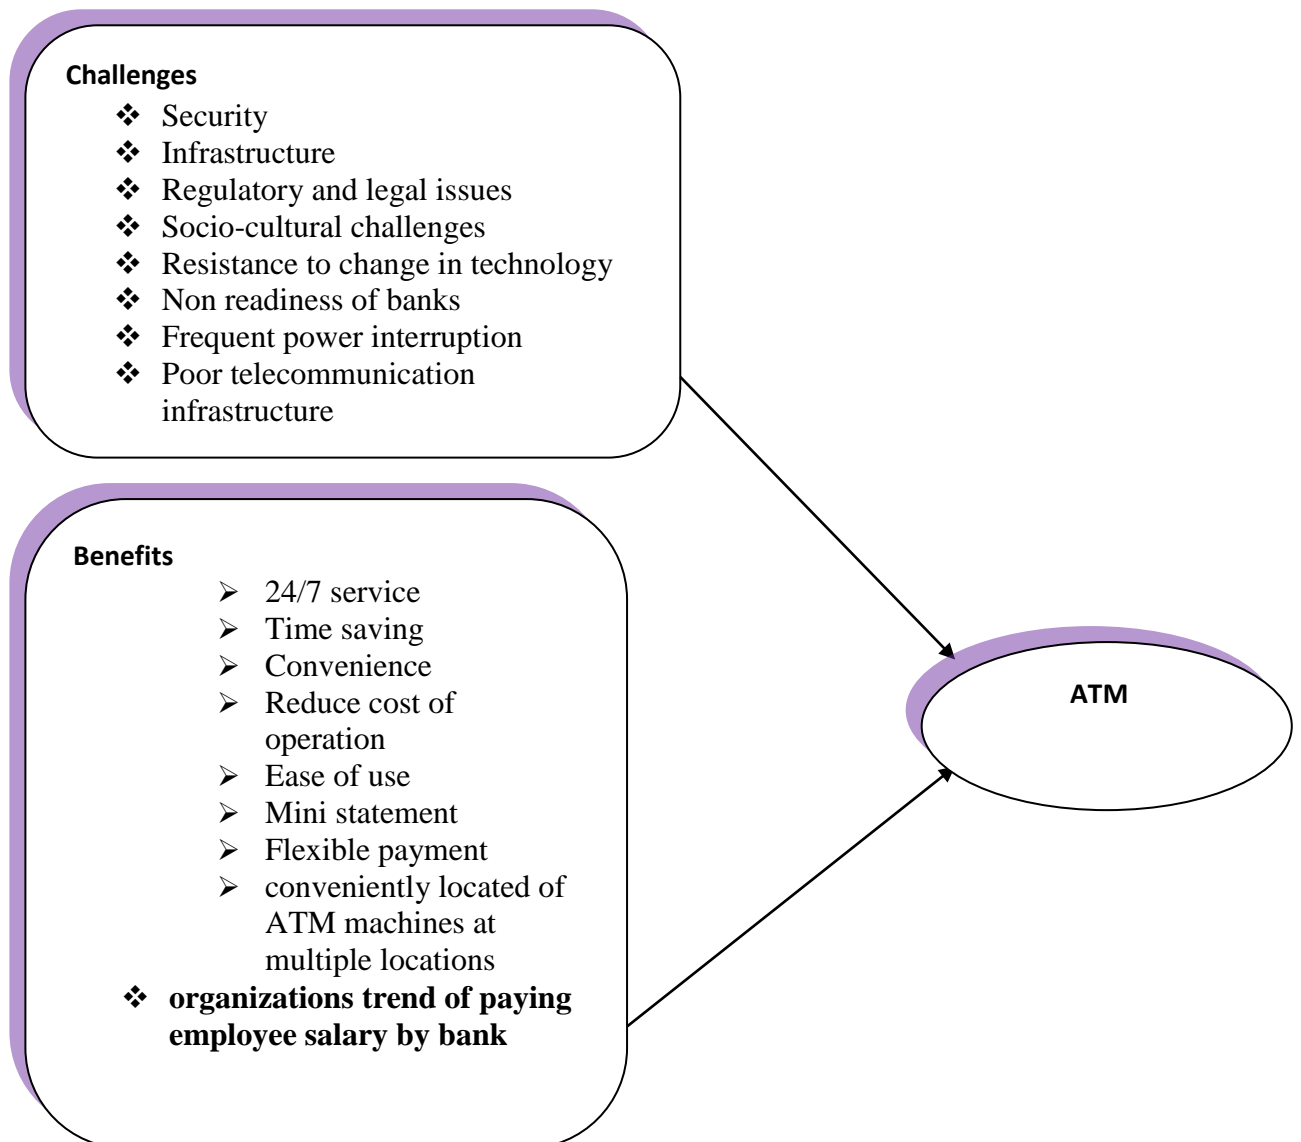 Challenges
❖ Security
❖ Infrastructure
❖ Regulatory and legal issues
❖ Socio-cultural challenges
❖ Resistance to change in technology
❖ Non readiness of banks
❖ Frequent power interruption
❖ Poor telecommunication
infrastructure
Benefits
➢ 24/7 service
➢ Time saving
➢ Convenience
➢ Reduce cost of
operation
➢ Ease of use
➢ Mini statement
➢ Flexible payment
➢ conveniently located of
ATM machines at
multiple locations
❖ organizations trend of paying
employee salary by bank
ATM